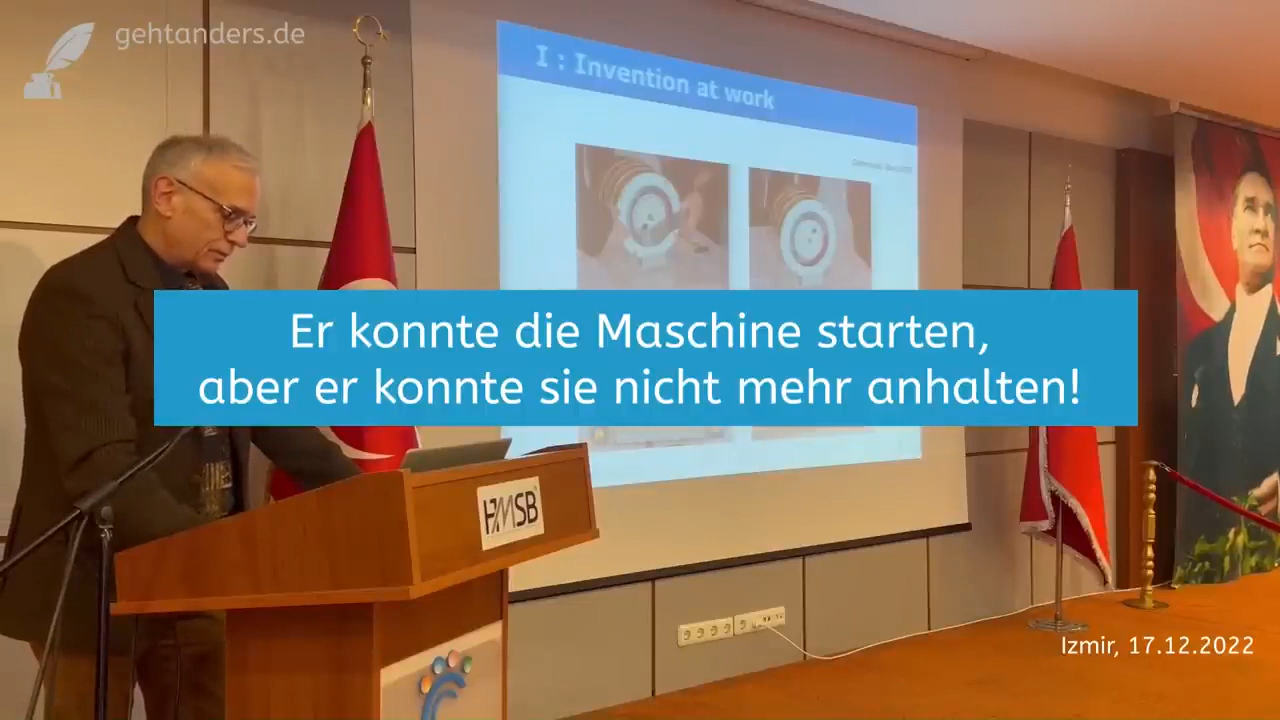 gehtanders.de
I : Invention at work
Er konnte die Maschine starten,
aber er konnte sie nicht mehr anhalten!
HMSB
Izmir, 17.12.2022